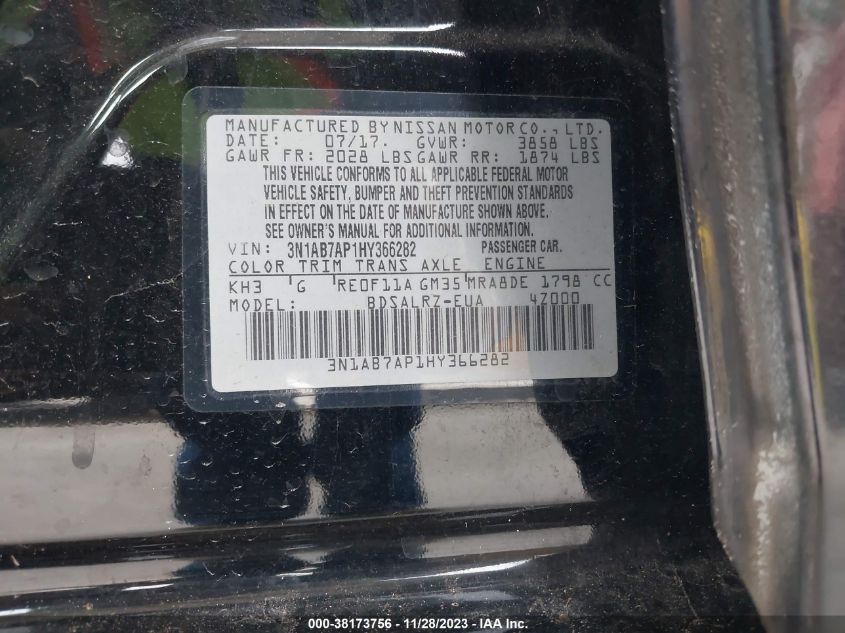 MANUFACTURED BY NISSAN MOTOR CO., LTD.
DATE: 07/17. GVWR: 3858 LBS
GAWR FR: 2028 LBS GAWR RR: 1874 LBS
THIS VEHICLE CONFORMS TO ALL APPLICABLE FEDERAL MOTOR
VEHICLE SAFETY, BUMPER AND THEFT PREVENTION STANDARDS
IN EFFECT ON THE DATE OF MANUFACTURE SHOWN ABOVE.
SEE OWNER'S MANUAL FOR ADDITIONAL INFORMATION.
VIN: 3N1AB7AP1HY366282 PASSENGER CAR.
COLOR TRIM TRANS AXLE ENGINE
KH3 G RE0F11A GM35 MRA8DE 1798 CC
MODEL: BDSALRZ-EUA 4Z000
3N1AB7AP1HY366282
000-38173756 - 11/28/2023 - IAA Inc.